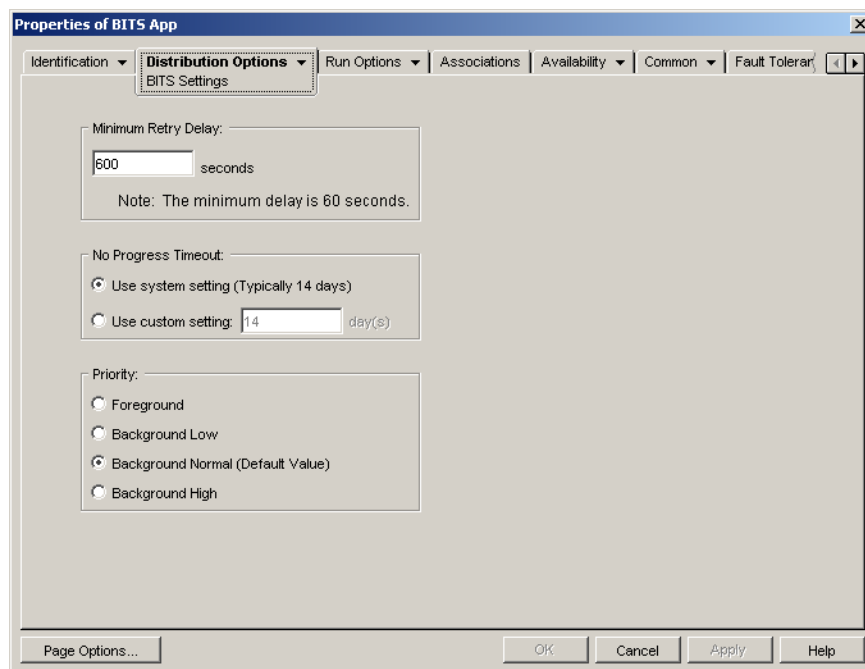 Properties of BITS App
Identification
Distribution Options
Run Options
Associations
Availability
Common
Fault Toleran
BITS Settings
Minimum Retry Delay:
600 seconds
Note: The minimum delay is 60 seconds.
No Progress Timeout:
Use system setting (Typically 14 days)
Use custom setting: 14 day(s)
Priority:
Foreground
Background Low
Background Normal (Default Value)
Background High
Page Options...
OK
Cancel
Apply
Help